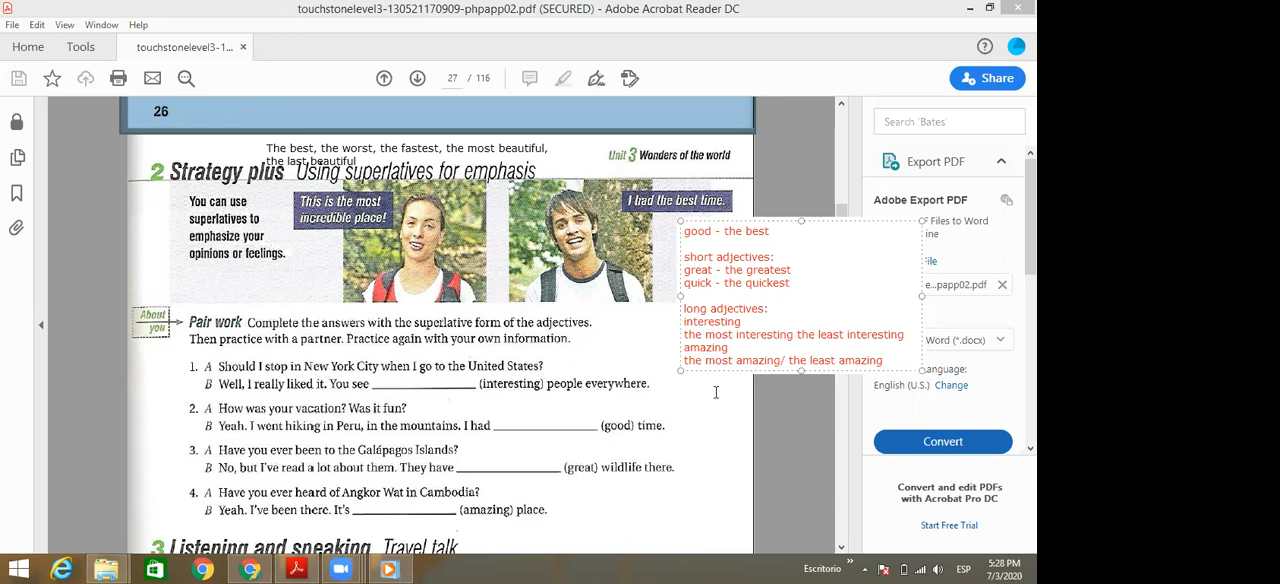 touchstonelevel3-130521170909-phpapp02.pdf (SECURED) - Adobe Acrobat Reader DC
File Edit View Window Help
Home Tools touchstonelevel3-1... ×
27 / 116
Share
26
The best, the worst, the fastest, the most beautiful,
the last beautiful
Unit 3 Wonders of the world
2 Strategy plus Using superlatives for emphasis
You can use
superlatives to
emphasize your
opinions or feelings.
This is the most
incredible place!
I had the best time.
good - the best
short adjectives:
great - the greatest
quick - the quickest
long adjectives:
interesting
the most interesting the least interesting
amazing
the most amazing/ the least amazing
About
you
Pair work Complete the answers with the superlative form of the adjectives.
Then practice with a partner. Practice again with your own information.
1. A Should I stop in New York City when I go to the United States?
B Well, I really liked it. You see ______________ (interesting) people everywhere.
2. A How was your vacation? Was it fun?
B Yeah. I went hiking in Peru, in the mountains. I had ______________ (good) time.
3. A Have you ever been to the Galápagos Islands?
B No, but I've read a lot about them. They have ______________ (great) wildlife there.
4. A Have you ever heard of Angkor Wat in Cambodia?
B Yeah. I've been there. It's ______________ (amazing) place.
3 Listening and speaking Travel talk
Search 'Bates'
Export PDF
Adobe Export PDF
Files to Word
ine
File
e...papp02.pdf
Word (*.docx)
anguage:
English (U.S.) Change
Convert
Convert and edit PDFs
with Acrobat Pro DC
Start Free Trial
Escritorio »
ESP
5:28 PM
7/3/2020